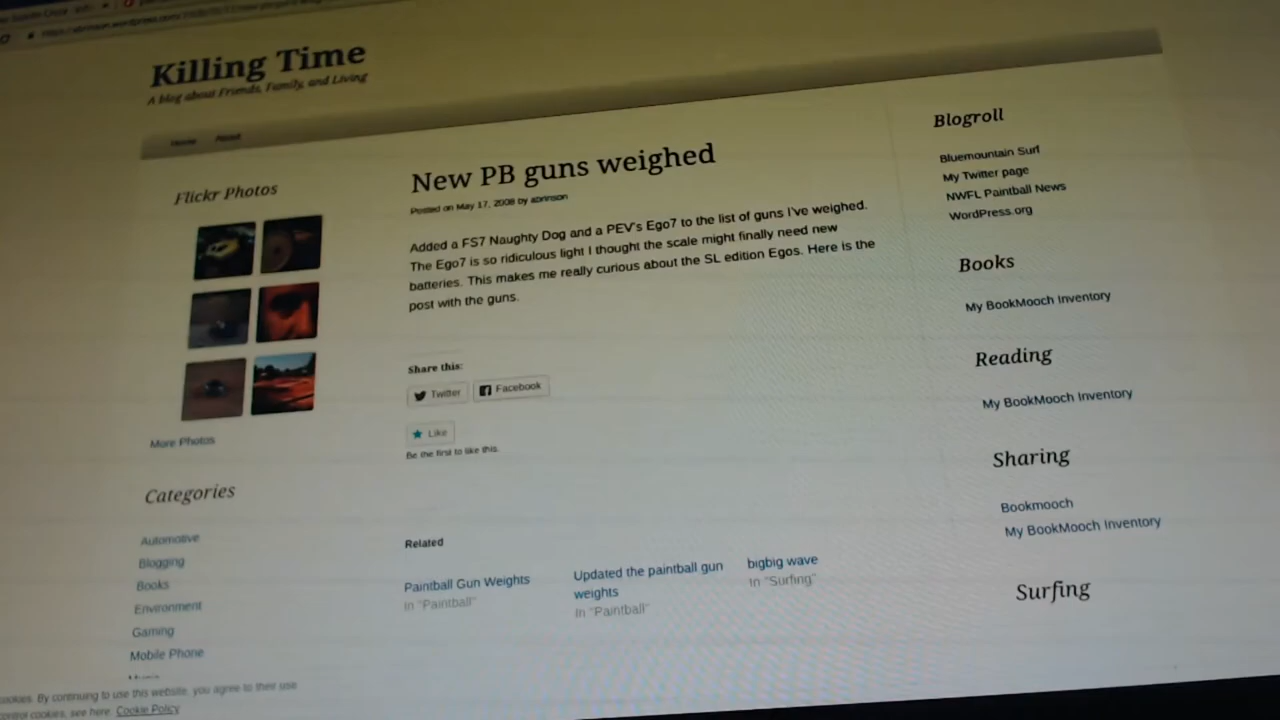 Killing Time
A blog about Friends, Family, and Living
Home About
Flickr Photos
More Photos
Categories
Automotive
Blogging
Books
Environment
Gaming
Mobile Phone
New PB guns weighed
Posted on May 17, 2008 by abrinson
Added a FS7 Naughty Dog and a PEV's Ego7 to the list of guns I've weighed.
The Ego7 is so ridiculous light I thought the scale might finally need new
batteries. This makes me really curious about the SL edition Egos. Here is the
post with the guns.
Share this:
Twitter Facebook
Like
Be the first to like this.
Related
Paintball Gun Weights
In "Paintball"
Updated the paintball gun
weights
In "Paintball"
bigbig wave
In "Surfing"
Blogroll
Bluemountain Surf
My Twitter page
NWFL Paintball News
WordPress.org
Books
My BookMooch Inventory
Reading
My BookMooch Inventory
Sharing
Bookmooch
My BookMooch Inventory
Surfing
cookies. By continuing to use this website, you agree to their use
control cookies, see here: Cookie Policy